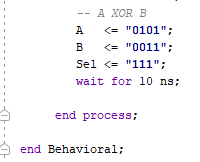 -- A XOR B
A <= "0101";
B <= "0011";
Sel <= "111";
wait for 10 ns;
end process;
end Behavioral;